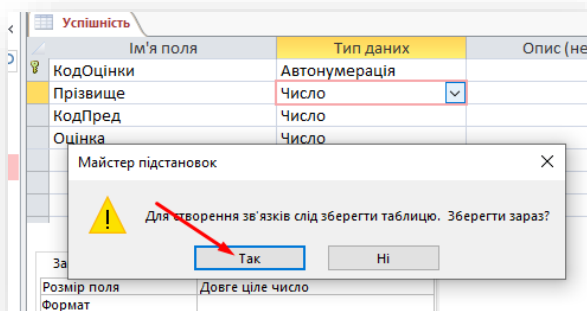 Успішність
Ім'я поля Тип даних Опис (не
КодОцінки Автонумерація
Прізвище Число
КодПред Число
Оцінка Число
Майстер підстановок
Для створення зв'язків слід зберегти таблицю. Зберегти зараз?
Так Ні
За
Розмір поля Довге ціле число
Формат